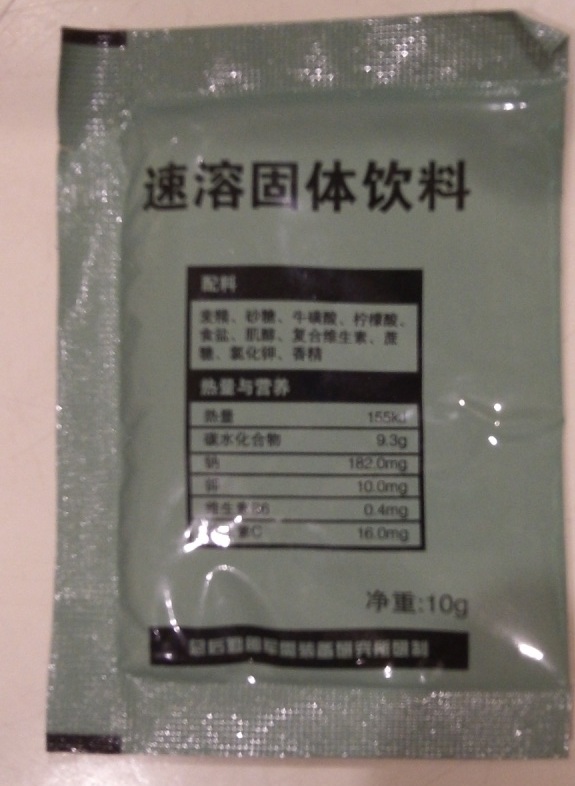 速溶固体饮料
配料
麦精、砂糖、牛磺酸、柠檬酸、
食盐、肌醇、复合维生素、蔗
糖、氯化钾、香精
热量与营养
热量 155kJ
碳水化合物 9.3g
钠 182.0mg
10.0mg
维生素B6 0.4mg
素C 16.0mg
净重:10g